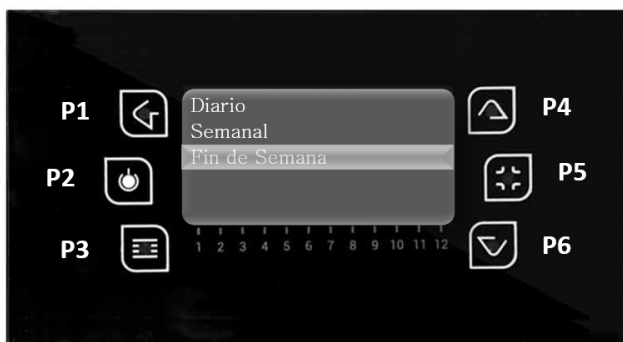 P1
P2
P3
Diario
Semanal
Fin de Semana
1 2 3 4 5 6 7 8 9 10 11 12
P4
P5
P6